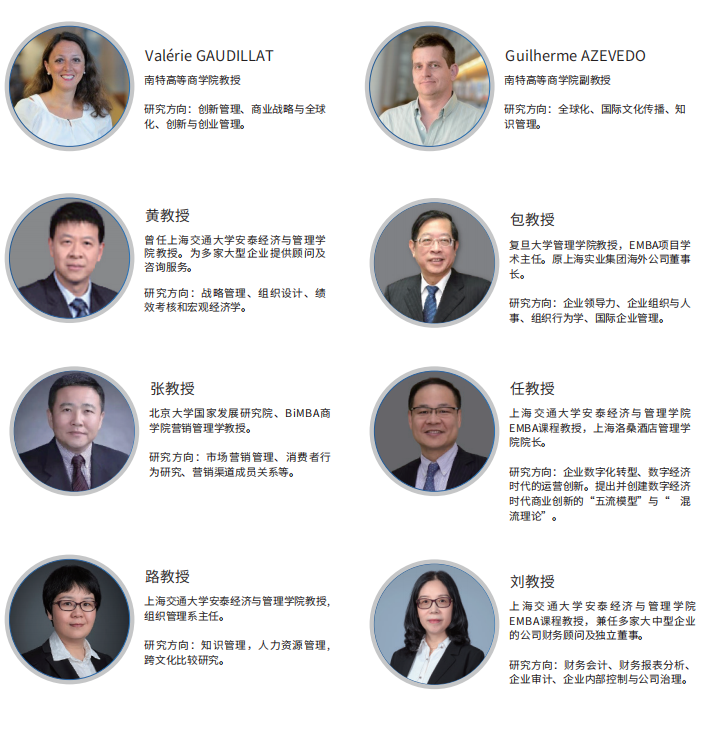 Valérie GAUDILLAT
南特高等商学院教授
研究方向：创新管理、商业战略与全球
化、创新与创业管理。
Guilherme AZEVEDO
南特高等商学院副教授
研究方向：全球化、国际文化传播、知
识管理。
黄教授
曾任上海交通大学安泰经济与管理学
院教授。为多家大型企业提供顾问及
咨询服务。
研究方向：战略管理、组织设计、绩
效考核和宏观经济学。
包教授
复旦大学管理学院教授，EMBA项目学
术主任。原上海实业集团海外公司董事
长。
研究方向：企业领导力、企业组织与人
事、组织行为学、国际企业管理。
张教授
北京大学国家发展研究院、BiMBA商
学院营销管理学教授。
研究方向：市场营销管理、消费者行
为研究、营销渠道成员关系等。
任教授
上海交通大学安泰经济与管理学院
EMBA课程教授，上海洛桑酒店管理学
院院长。
研究方向：企业数字化转型、数字经济
时代的运营创新。提出并创建数字经济
时代商业创新的“五流模型”与“ 混
流理论”。
路教授
上海交通大学安泰经济与管理学院教授，
组织管理系主任。
研究方向：知识管理，人力资源管理，
跨文化比较研究。
刘教授
上海交通大学安泰经济与管理学院
EMBA课程教授，兼任多家大中型企业
的公司财务顾问及独立董事。
研究方向：财务会计、财务报表分析、
企业审计、企业内部控制与公司治理。